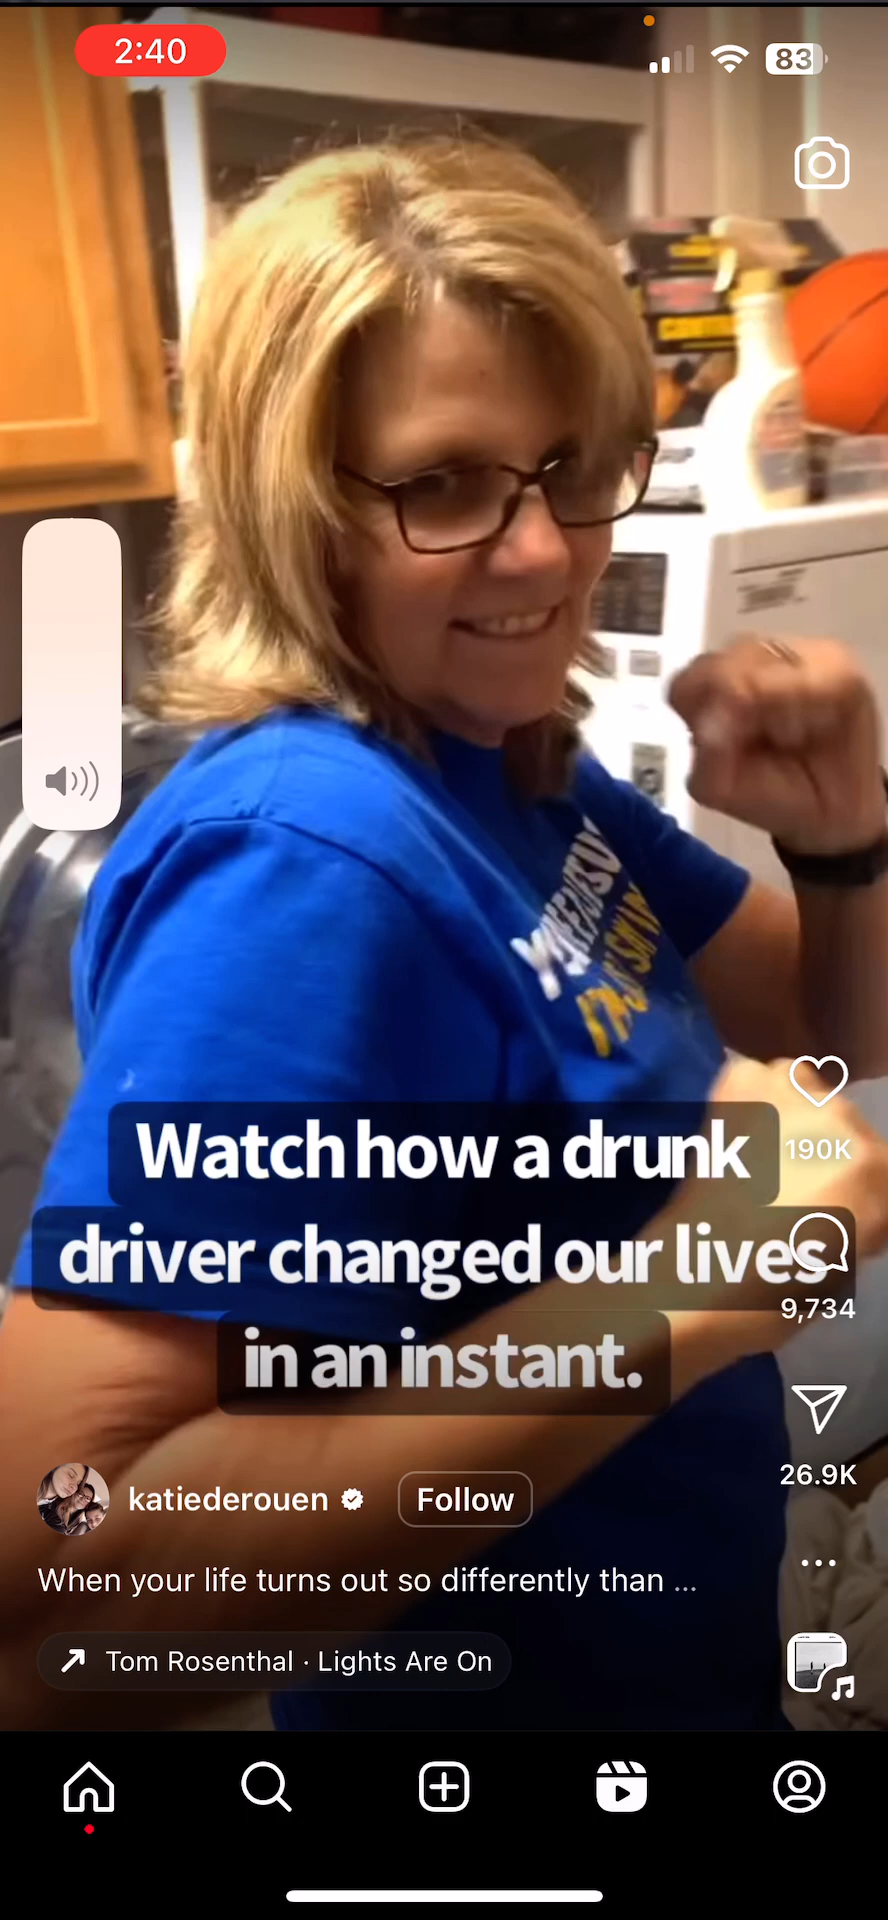 2:40
83
Watch how a drunk
driver changed our lives
in an instant.
190K
9,734
26.9K
katiederouen
Follow
When your life turns out so differently than ...
Tom Rosenthal · Lights Are On